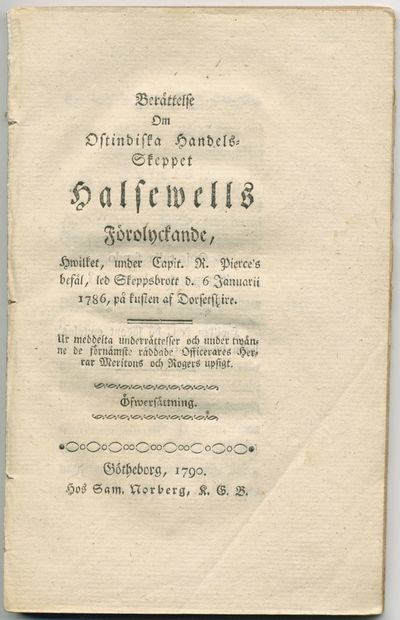 Berättelse
Om
Ostindiska Handels-
Skeppet
Halsewells
Förolyckande,
Hwilket, under Capit. R. Pierce's
befäl, led Skeppsbrott d. 6 Januarii
1786, på kusten af Dorsetshire.
Ur meddelta underrättelser och under twän-
ne de förnämste räddade Officerares Her-
rar Meritons och Rogers upsigt.
Öfwersättning.
Götheborg, 1790.
Hos Sam. Norberg, K. G. B.